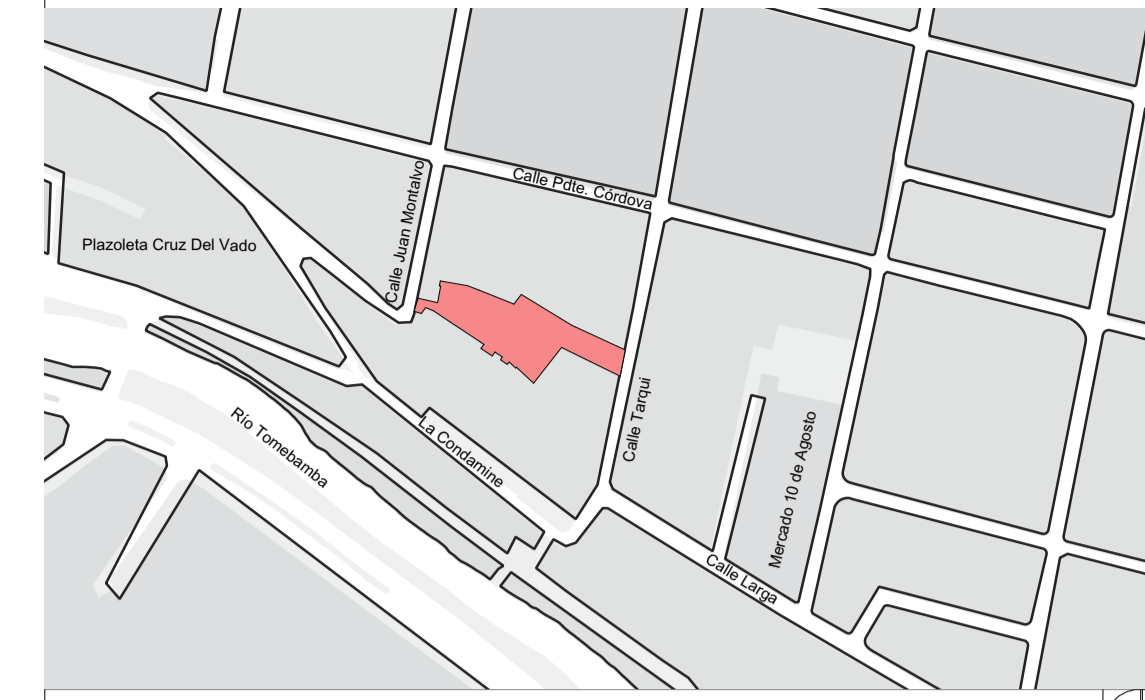 Calle Pdte. Córdova
Calle Juan Montalvo
Plazoleta Cruz Del Vado
Calle Tarqui
Río Tomebamba
La Condamine
Mercado 10 de Agosto
Calle Larga